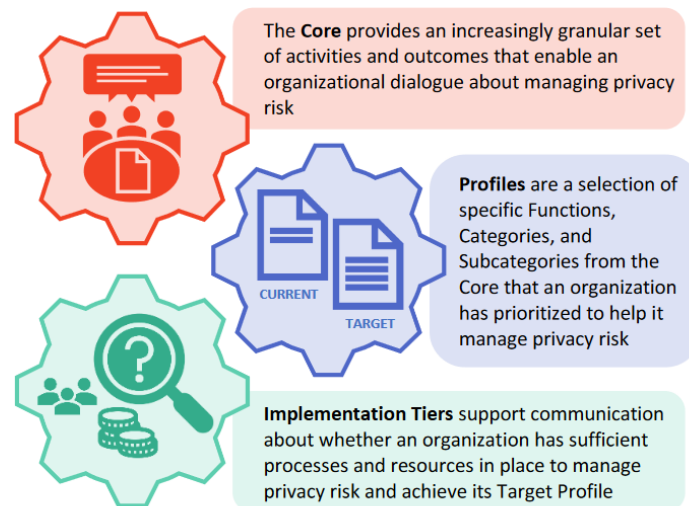 The Core provides an increasingly granular set
of activities and outcomes that enable an
organizational dialogue about managing privacy
risk
Profiles are a selection of
specific Functions,
Categories, and
Subcategories from the
Core that an organization
has prioritized to help it
manage privacy risk
CURRENT
TARGET
?
Implementation Tiers support communication
about whether an organization has sufficient
processes and resources in place to manage
privacy risk and achieve its Target Profile